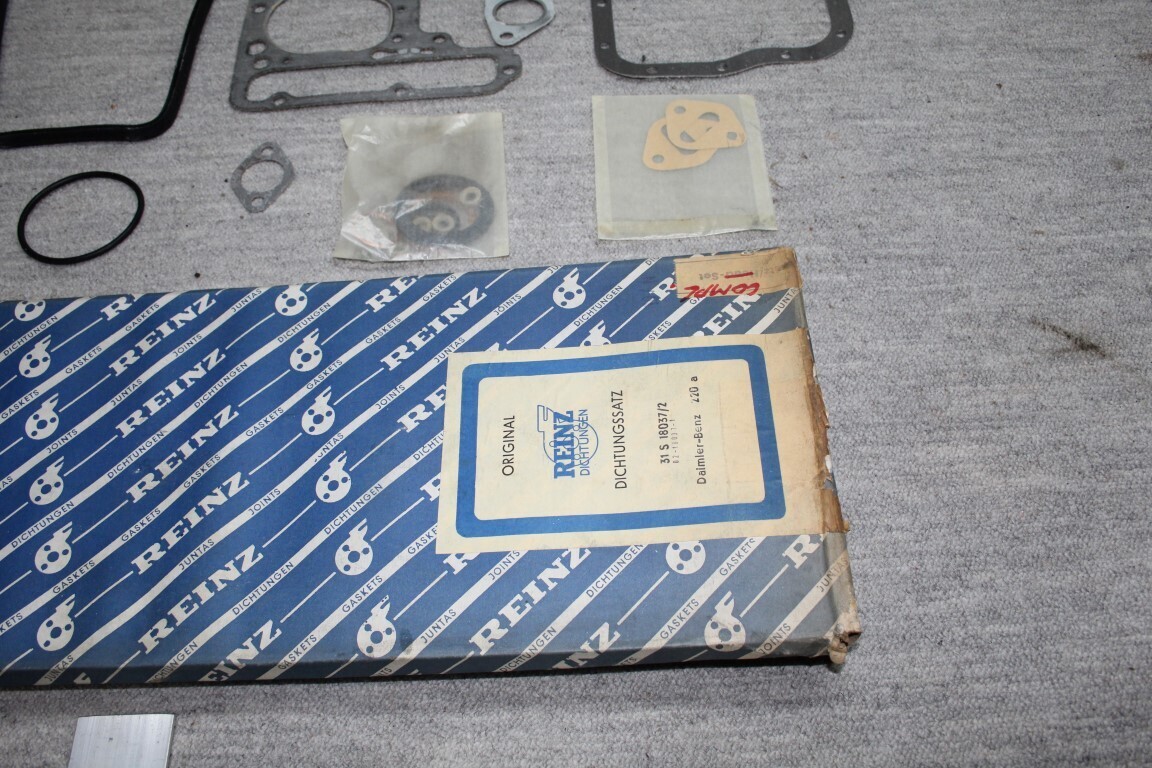 COMPL
ORIGINAL
REINZ
DICHTUNGEN
DICHTUNGSSATZ
31 S 18037/2
Daimler-Benz 220 a
REINZ
DICHTUNGEN
GASKETS
JUNTAS
JOINTS